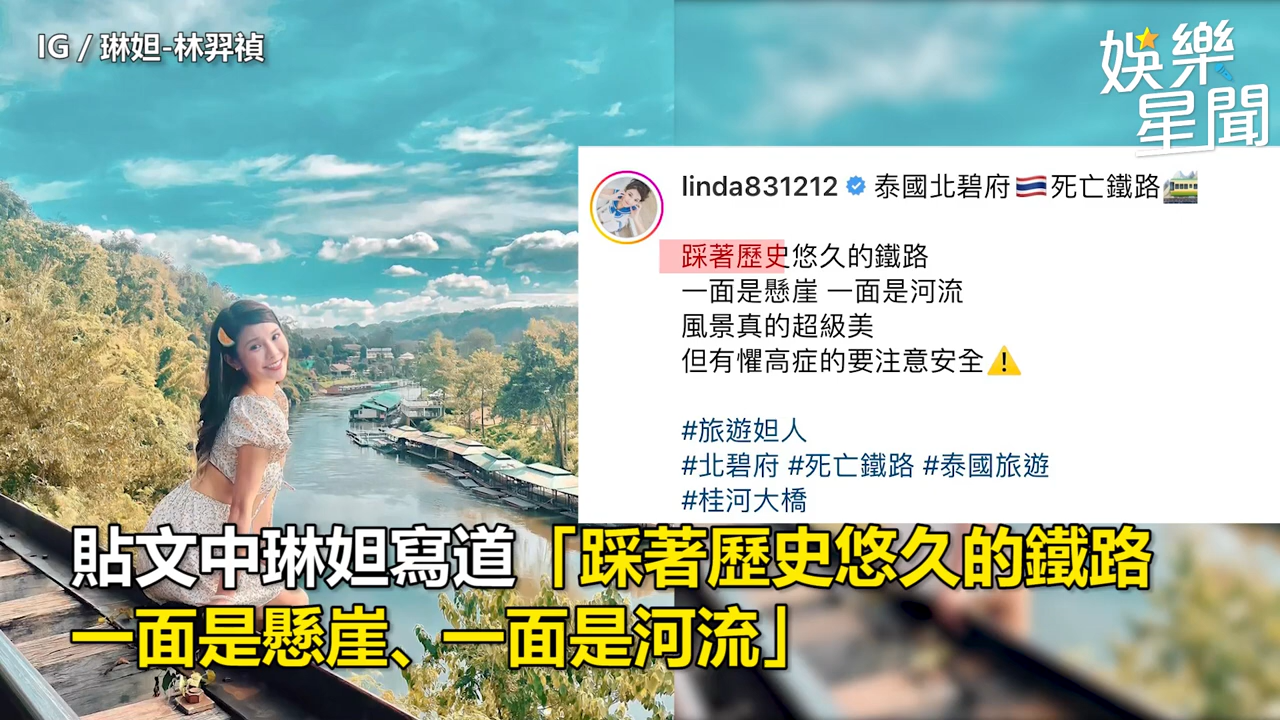 IG / 琳妲-林羿禎
娛樂
星聞
linda831212 泰國北碧府🇹🇭死亡鐵路🚞
踩著歷史悠久的鐵路
一面是懸崖 一面是河流
風景真的超級美
但有懼高症的要注意安全⚠️
#旅遊妲人
#北碧府 #死亡鐵路 #泰國旅遊
#桂河大橋
貼文中琳妲寫道「踩著歷史悠久的鐵路
一面是懸崖、一面是河流」